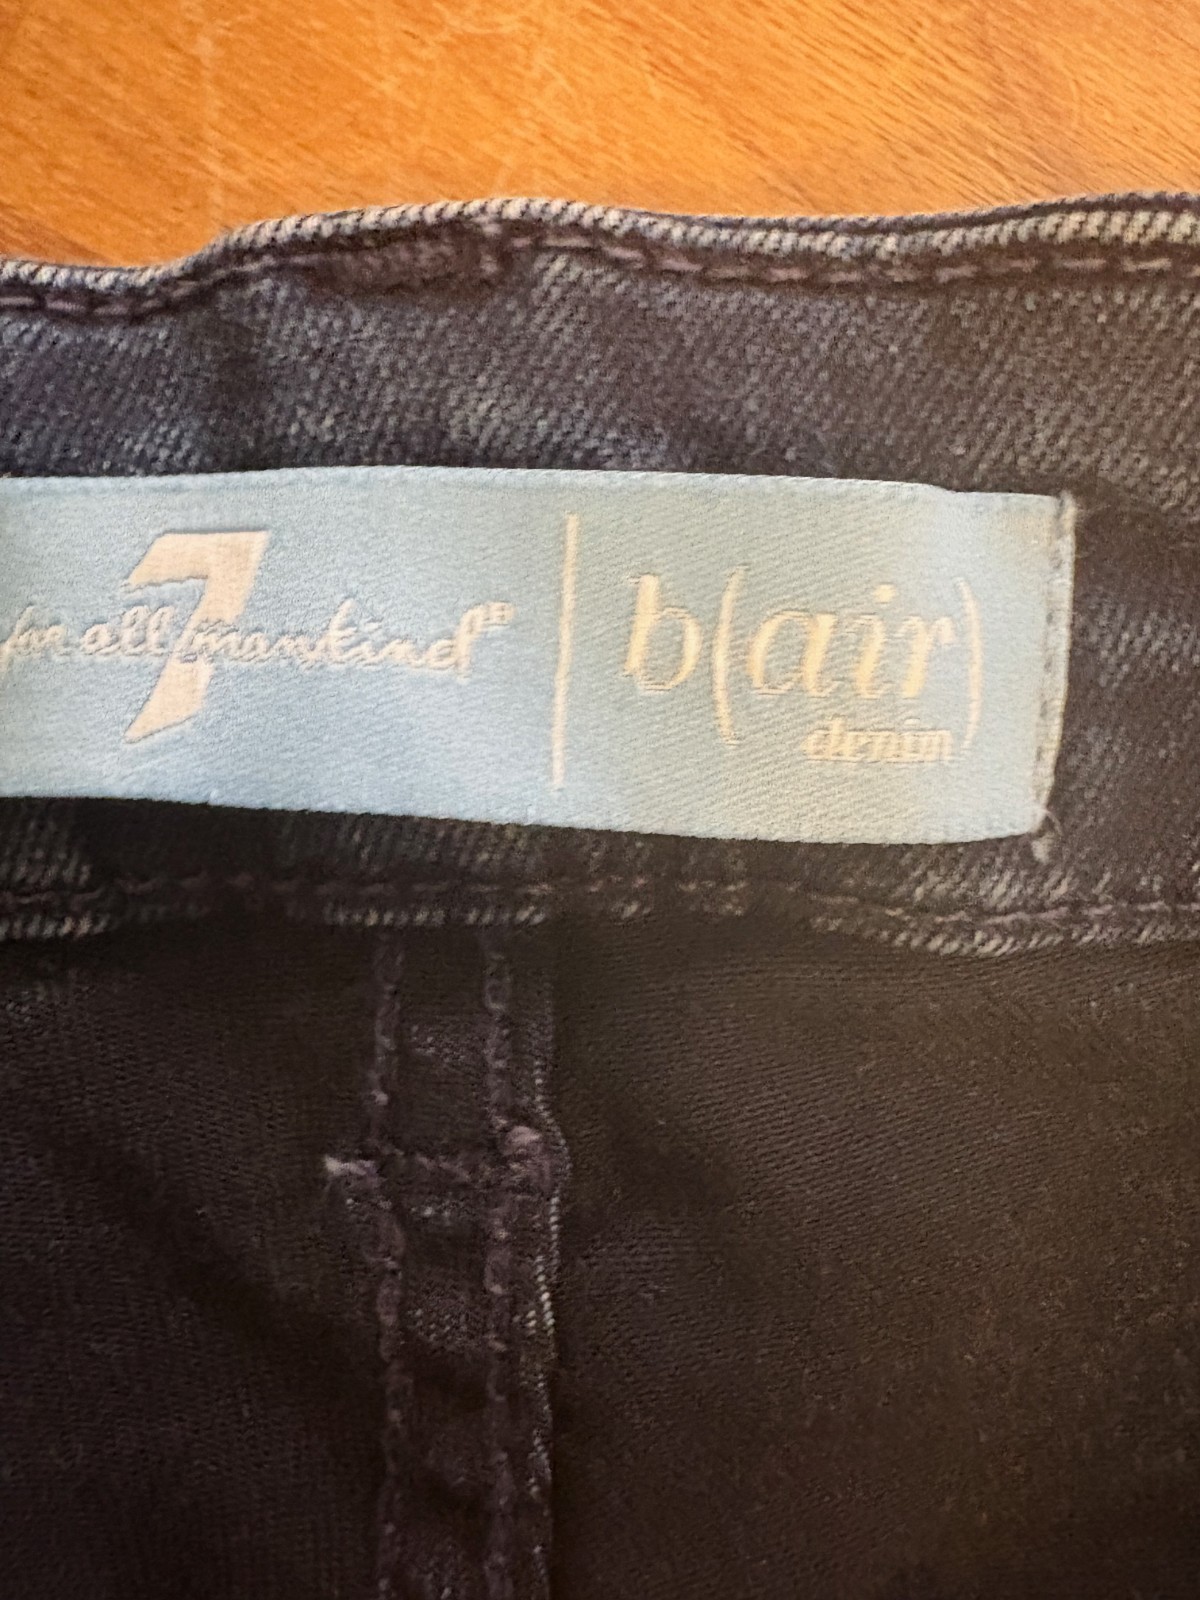 7
for all mankind®
b(air)
denim